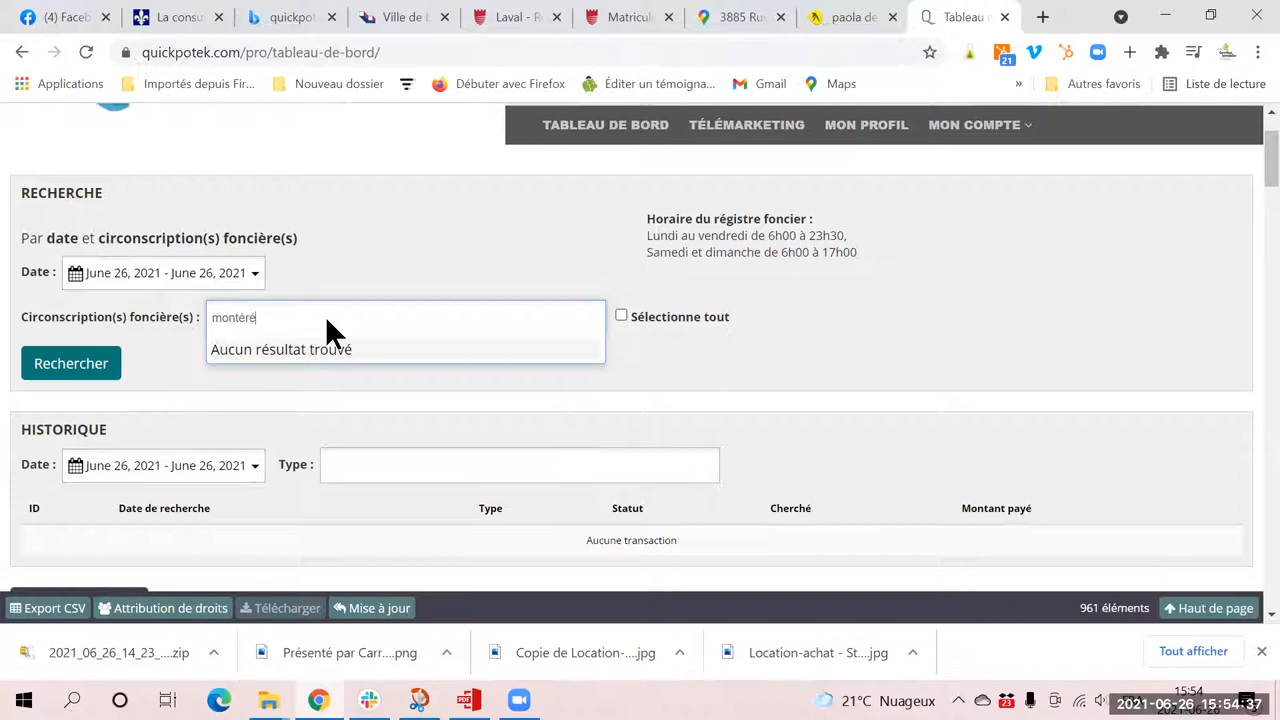 (4) Faceb
La consu
quickpot
Ville de
Laval - R
Matricul
3885 Ru
paola de
Tableau
quickpotek.com/pro/tableau-de-bord/
21
Applications
Importés depuis Fir...
Nouveau dossier
Débuter avec Firefox
Éditer un témoigna...
Gmail
Maps
»
Autres favoris
Liste de lecture
TABLEAU DE BORD TÉLÉMARKETING MON PROFIL MON COMPTE
RECHERCHE
Par date et circonscription(s) foncière(s)
Date : June 26, 2021 - June 26, 2021
Horaire du régistre foncier :
Lundi au vendredi de 6h00 à 23h30,
Samedi et dimanche de 6h00 à 17h00
Circonscription(s) foncière(s) : montéré
Sélectionne tout
Aucun résultat trouvé
Rechercher
HISTORIQUE
Date : June 26, 2021 - June 26, 2021 Type :
ID Date de recherche Type Statut Cherché Montant payé
Aucune transaction
Export CSV Attribution de droits Télécharger Mise à jour 961 éléments Haut de page
2021_06_26_14_23_....zip
Présenté par Carr....png
Copie de Location-....jpg
Location-achat - St....jpg
Tout afficher
21°C Nuageux
23
15:54
2021-06-26 15:54:37